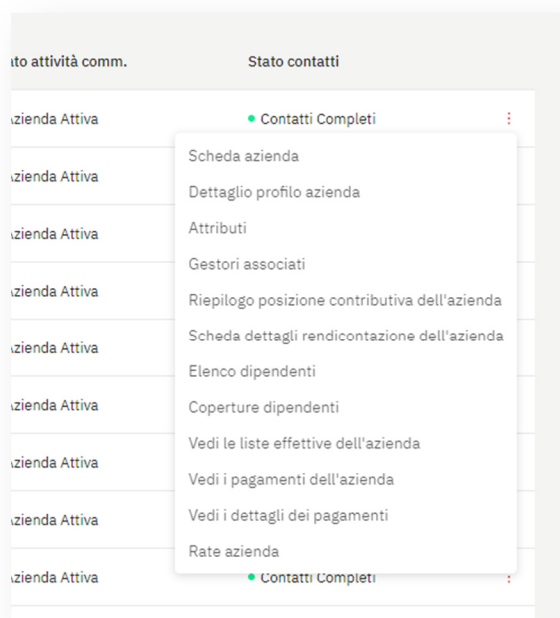 to attività comm. Stato contatti
zienda Attiva Contatti Completi
Scheda azienda
zienda Attiva
Dettaglio profilo azienda
zienda Attiva Attributi
Gestori associati
zienda Attiva
Riepilogo posizione contributiva dell'azienda
zienda Attiva
Scheda dettagli rendicontazione dell'azienda
Elenco dipendenti
zienda Attiva Coperture dipendenti
Vedi le liste effettive dell'azienda
zienda Attiva
Vedi i pagamenti dell'azienda
zienda Attiva
Vedi i dettagli dei pagamenti
Rate azienda
zienda Attiva Contatti Completi